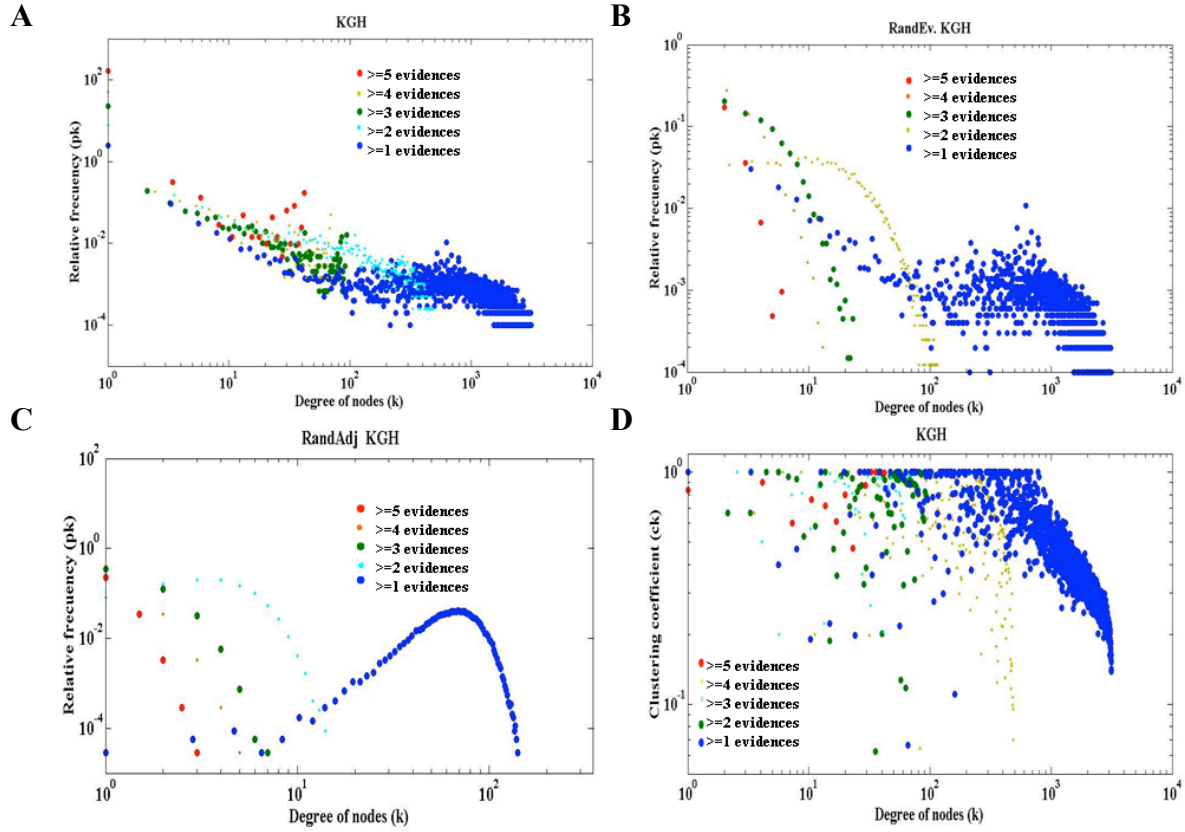 A
KGH
Relative frecuency (pk)
10^2
10^0
10^-2
10^-4
>=5 evidences
>=4 evidences
>=3 evidences
>=2 evidences
>=1 evidences
10^0 10^1 10^2 10^3 10^4
Degree of nodes (k)
B
RandEv. KGH
Relative frecuency (pk)
10^0
10^-1
10^-2
10^-3
10^-4
>=5 evidences
>=4 evidences
>=3 evidences
>=2 evidences
>=1 evidences
10^0 10^1 10^2 10^3 10^4
Degree of nodes (k)
C
RandAdj KGH
Relative frecuency (pk)
10^2
10^0
10^-2
10^-4
>=5 evidences
>=4 evidences
>=3 evidences
>=2 evidences
>=1 evidences
10^0 10^1 10^2
Degree of nodes (k)
D
KGH
Clustering coefficient (ck)
10^0
10^-1
>=5 evidences
>=4 evidences
>=3 evidences
>=2 evidences
>=1 evidences
10^0 10^1 10^2 10^3 10^4
Degree of nodes (k)